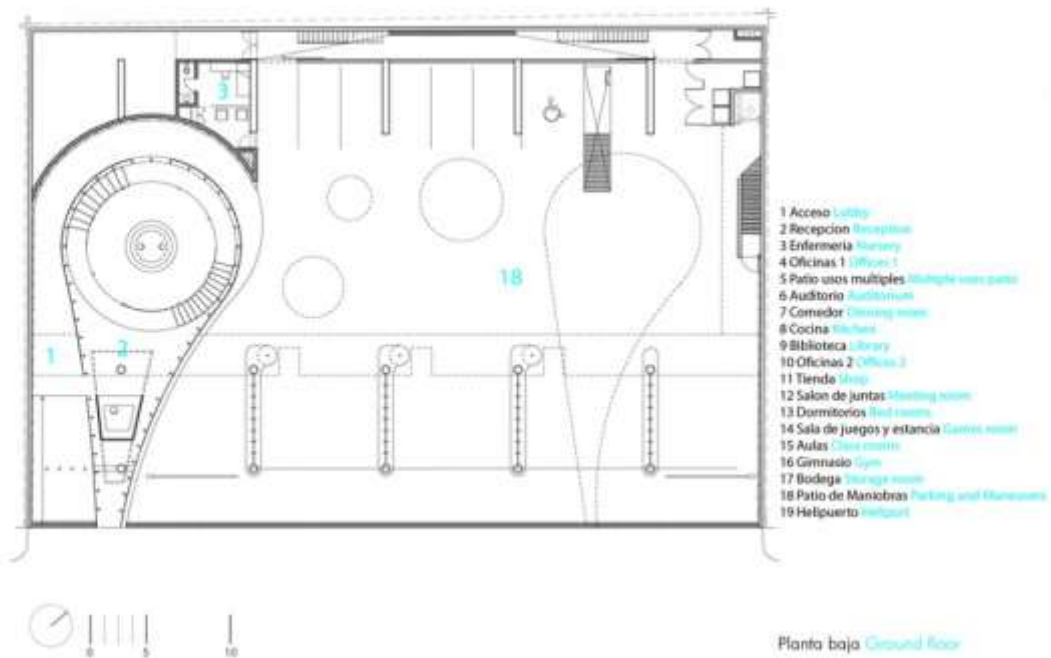 3
18
1
2
1 Acceso Lobby
2 Recepcion Reception
3 Enfermeria Nursery
4 Oficinas 1 Offices 1
5 Patio usos multiples Multiple uses patio
6 Auditorio Auditorium
7 Comedor Dinning room
8 Cocina Kitchen
9 Biblioteca Library
10 Oficinas 2 Offices 2
11 Tienda Shop
12 Salon de juntas Meeting room
13 Dormitorios Bed rooms
14 Sala de juegos y estancia Games room
15 Aulas Class rooms
16 Gimnasio Gym
17 Bodega Storage room
18 Patio de Maniobras Parking and Maneuvers
19 Helipuerto Heliport
0 5 10
Planta baja Ground floor